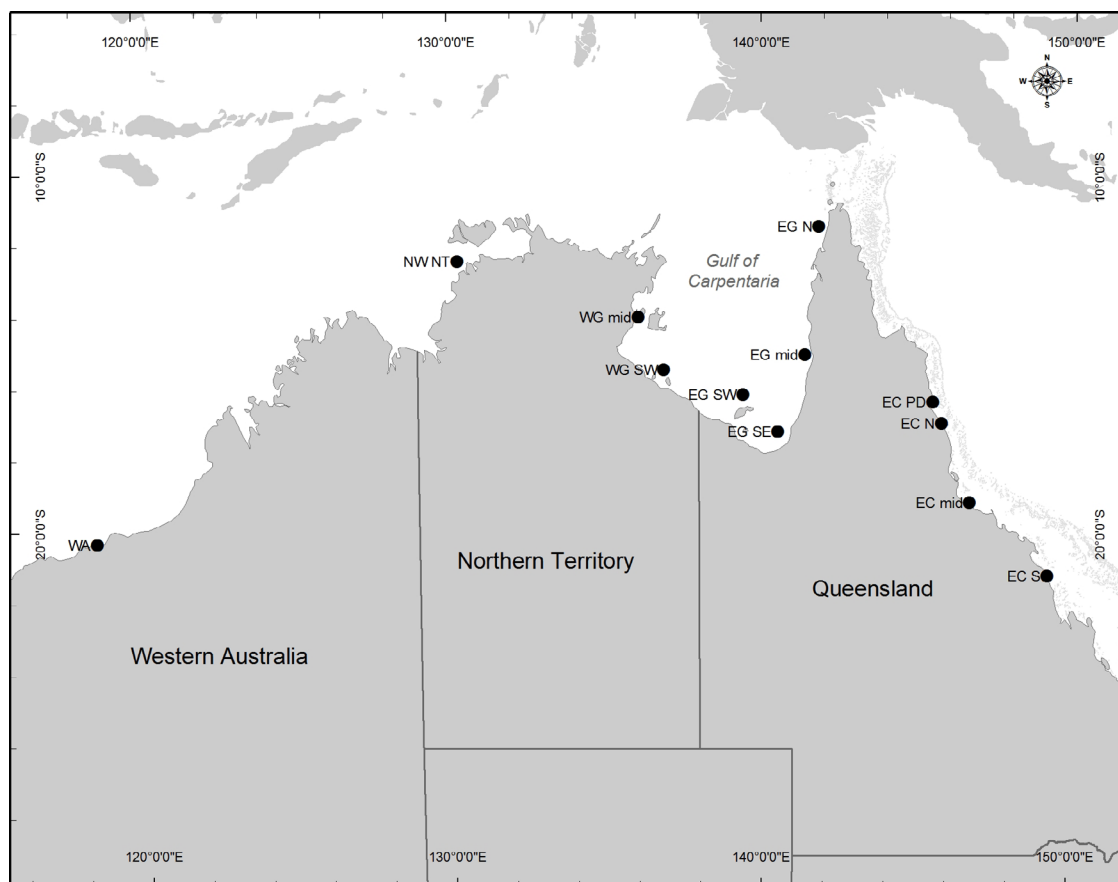 120°0'0"E
130°0'0"E
140°0'0"E
150°0'0"E
N
W
E
S
10°0'0"S
10°0'0"S
EG N
NW NT
Gulf of
Carpentaria
WG mid
EG mid
WG SW
EG SW
EC PD
EC N
EG SE
EC mid
20°0'0"S
20°0'0"S
WA
Northern Territory
EC S
Queensland
Western Australia
120°0'0"E
130°0'0"E
140°0'0"E
150°0'0"E